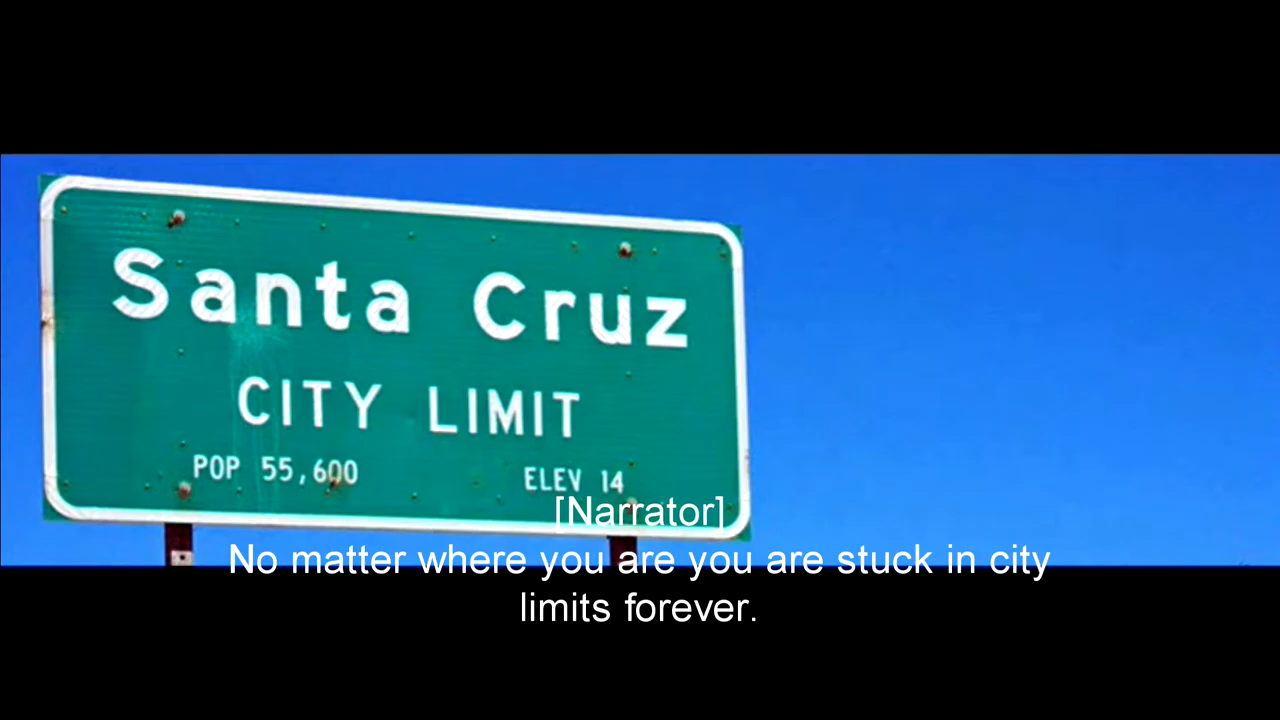 Santa Cruz
CITY LIMIT
POP 55,600 ELEV 14
[Narrator]
No matter where you are you are stuck in city
limits forever.